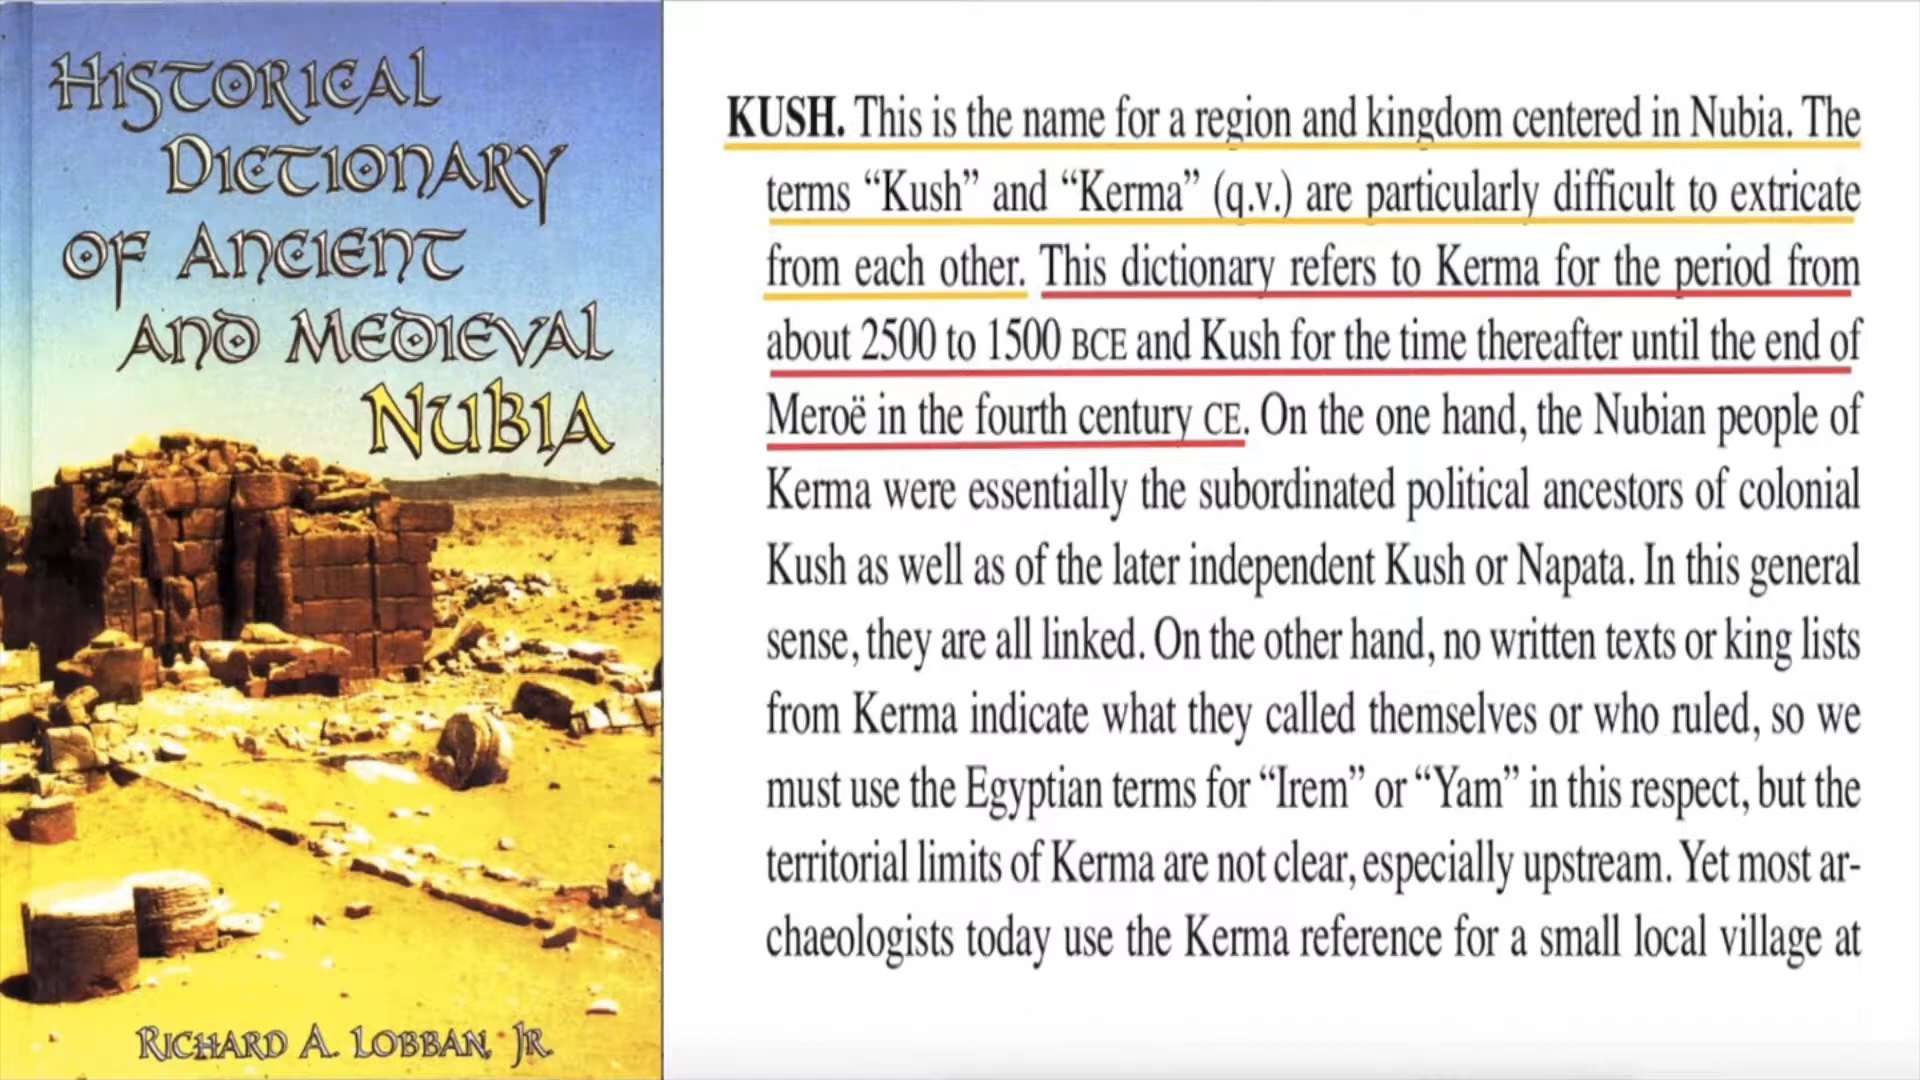 HISTORICAL
DICTIONARY
OF ANCIENT
AND MEDIEVAL
NUBIA
RICHARD A. LOBBAN, JR.
KUSH. This is the name for a region and kingdom centered in Nubia. The
terms “Kush” and “Kerma” (q.v.) are particularly difficult to extricate
from each other. This dictionary refers to Kerma for the period from
about 2500 to 1500 BCE and Kush for the time thereafter until the end of
Meroë in the fourth century CE. On the one hand, the Nubian people of
Kerma were essentially the subordinated political ancestors of colonial
Kush as well as of the later independent Kush or Napata. In this general
sense, they are all linked. On the other hand, no written texts or king lists
from Kerma indicate what they called themselves or who ruled, so we
must use the Egyptian terms for “Irem” or “Yam” in this respect, but the
territorial limits of Kerma are not clear, especially upstream. Yet most ar-
chaeologists today use the Kerma reference for a small local village at